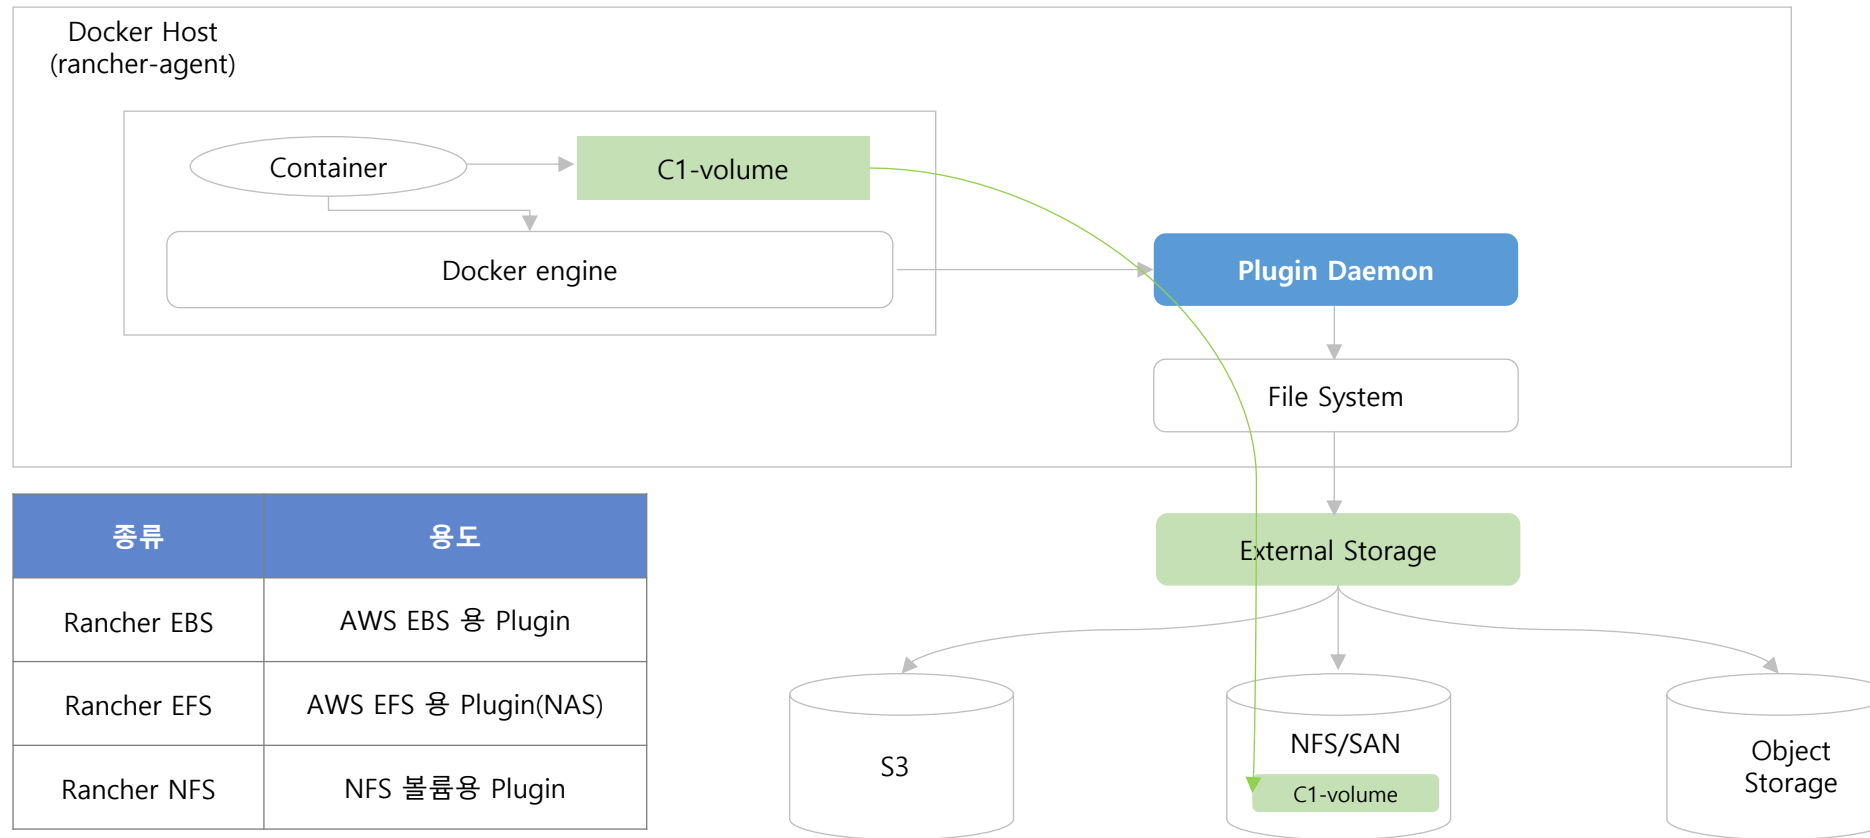 Docker Host
(rancher-agent)
Container
C1-volume
Docker engine
Plugin Daemon
File System
External Storage
종류 용도
Rancher EBS AWS EBS 용 Plugin
Rancher EFS AWS EFS 용 Plugin(NAS)
Rancher NFS NFS 볼륨용 Plugin
S3
NFS/SAN
C1-volume
Object
Storage